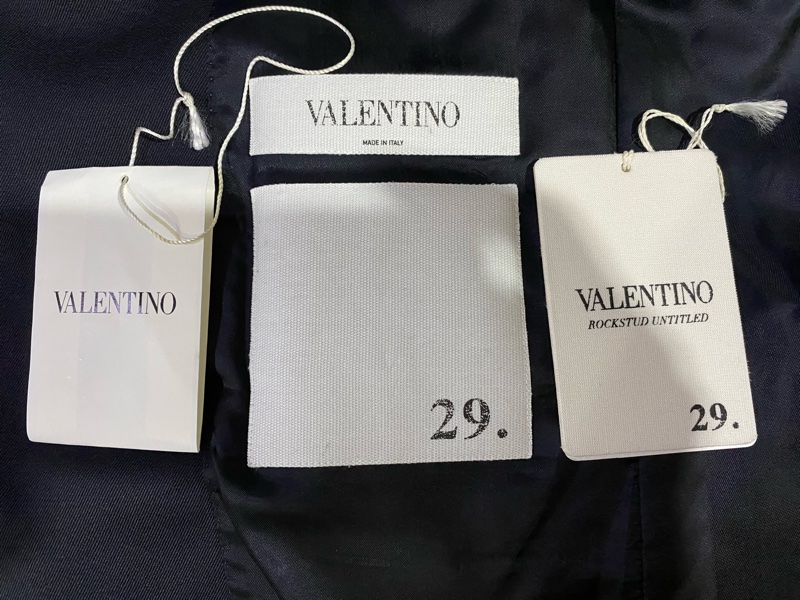 VALENTINO
MADE IN ITALY
29.
VALENTINO
VALENTINO
ROCKSTUD UNTITLED
29.